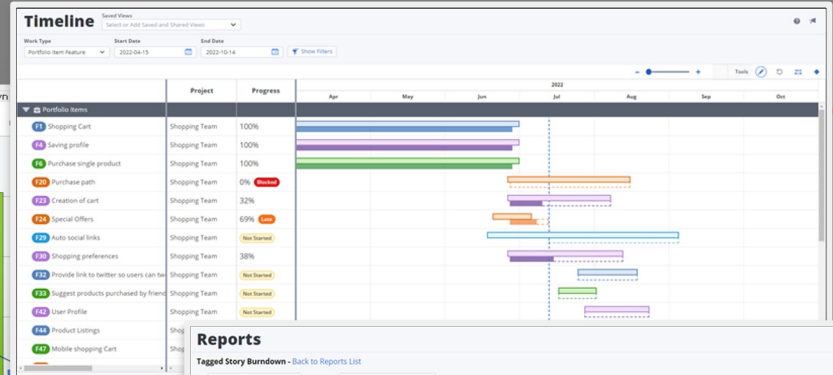 Timeline
Saved Views
Select or Add Saved and Shared Views
Work Type
Start Date
End Date
Portfolio Item Feature
2022-04-15
2022-10-14
Show Filters
Tools
Project
Progress
2022
Apr
May
Jun
Jul
Aug
Sep
Oct
Portfolio Items
F1 Shopping Cart Shopping Team 100%
F4 Saving profile Shopping Team 100%
F6 Purchase single product Shopping Team 100%
F20 Purchase path Shopping Team 0% Blocked
F23 Creation of cart Shopping Team 32%
F24 Special Offers Shopping Team 69% Late
F29 Auto social links Shopping Team Not Started
F30 Shopping preferences Shopping Team 38%
F32 Provide link to twitter so users can tw Shopping Team Not Started
F33 Suggest products purchased by friend Shopping Team Not Started
F42 User Profile Shopping Team Not Started
F44 Product Listings Shopping
F47 Mobile shopping Cart Shopping
Reports
Tagged Story Burndown - Back to Reports List